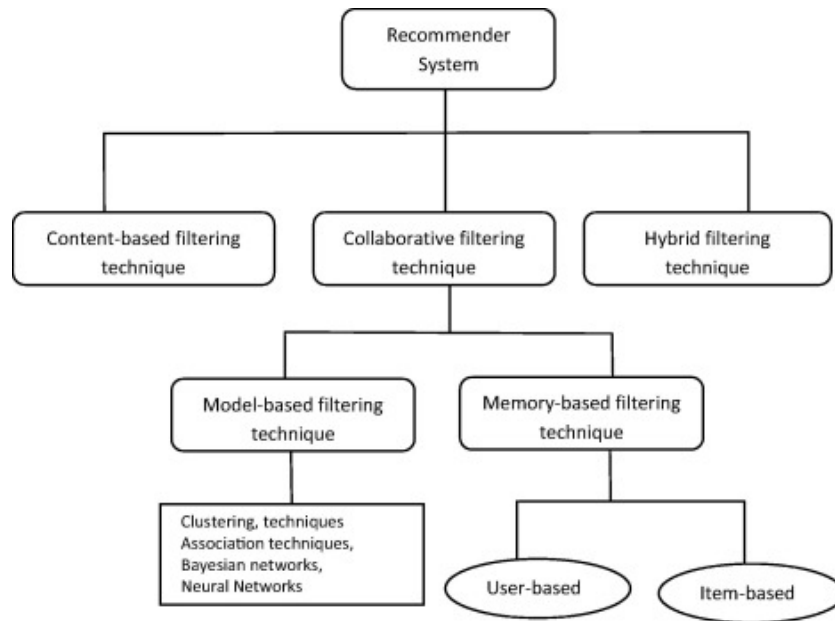 Recommender
System
Content-based filtering
technique
Collaborative filtering
technique
Hybrid filtering
technique
Model-based filtering
technique
Memory-based filtering
technique
Clustering, techniques
Association techniques,
Bayesian networks,
Neural Networks
User-based
Item-based